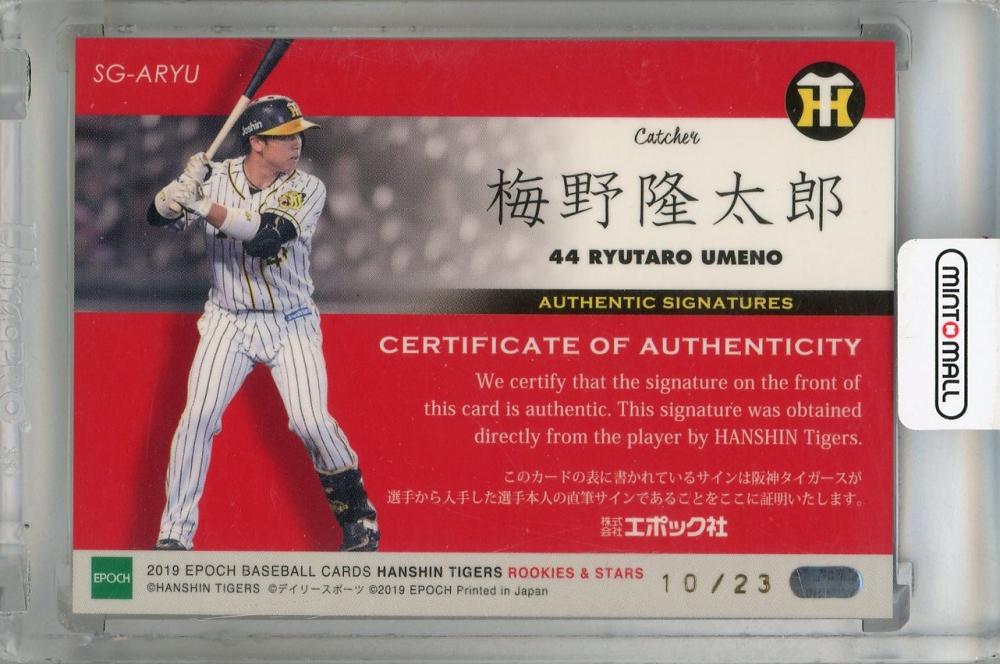 SG-ARYU
Joshin
Catcher
梅野隆太郎
44 RYUTARO UMENO
AUTHENTIC SIGNATURES
CERTIFICATE OF AUTHENTICITY
We certify that the signature on the front of
this card is authentic. This signature was obtained
directly from the player by HANSHIN Tigers.
このカードの表に書かれているサインは阪神タイガースが
選手から入手した選手本人の直筆サインであることをここに証明いたします。
株式会社エポック社
EPOCH
2019 EPOCH BASEBALL CARDS HANSHIN TIGERS ROOKIES & STARS
©HANSHIN TIGERS ©デイリースポーツ ©2019 EPOCH Printed in Japan
10/23
MINTOMALL